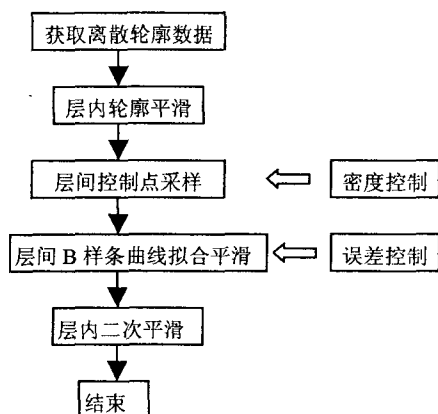 获取离散轮廓数据
层内轮廓平滑
层间控制点采样
密度控制
层间 B 样条曲线拟合平滑
误差控制
层内二次平滑
结束